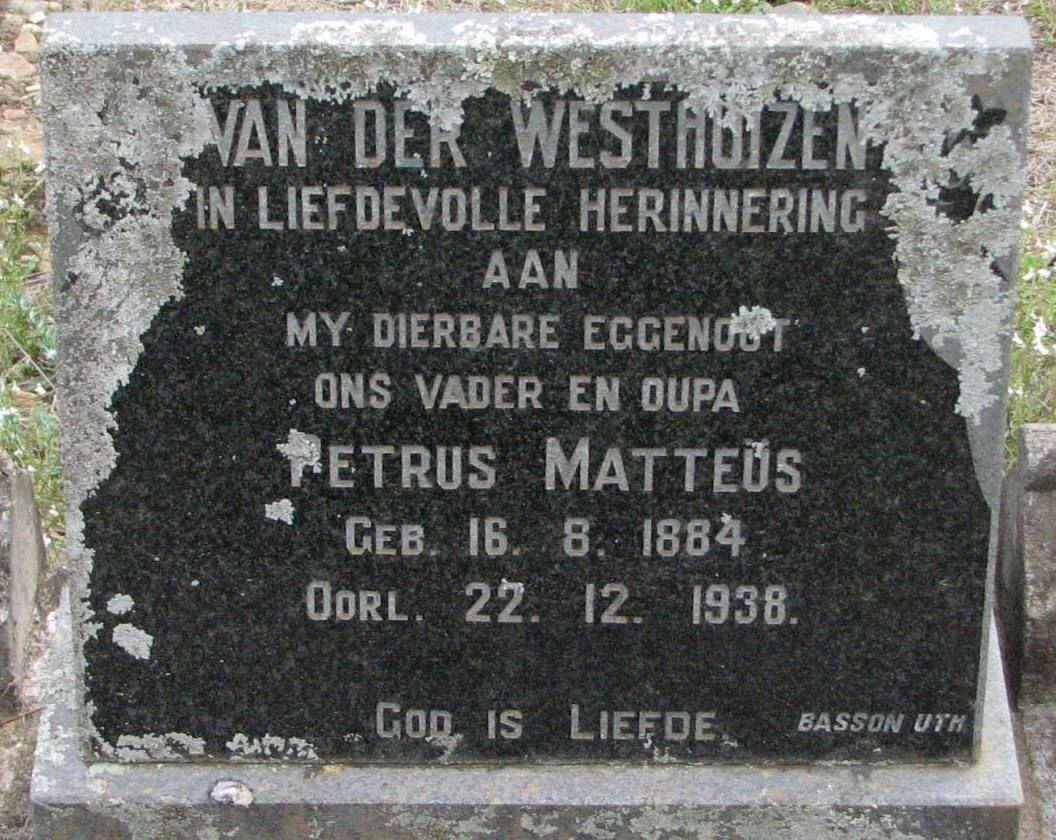 VAN DER WESTHUIZEN
IN LIEFDEVOLLE HERINNERING
AAN
MY DIERBARE EGGENOOT
ONS VADER EN OUPA
PETRUS MATTEÜS
GEB. 16. 8. 1884
OORL. 22. 12. 1938.
GOD IS LIEFDE.
BASSON UTH